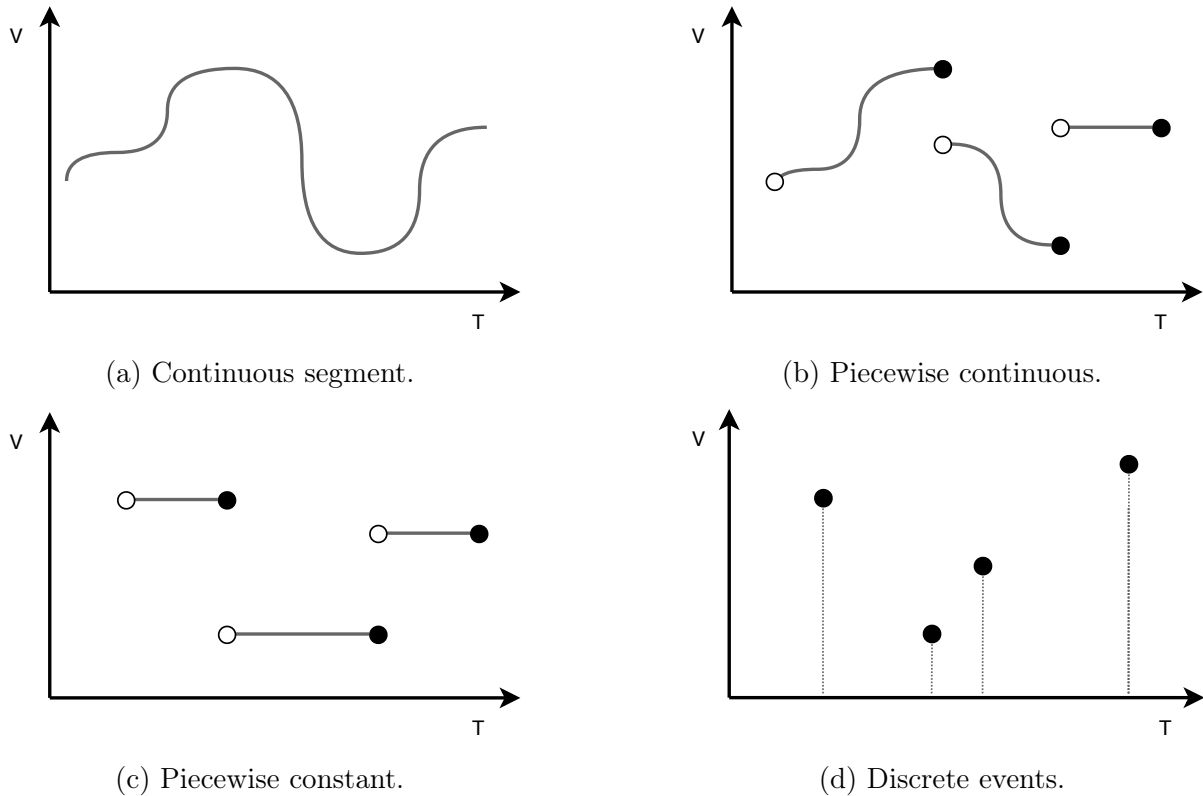 V
T
(a) Continuous segment.
V
T
(b) Piecewise continuous.
V
T
(c) Piecewise constant.
V
T
(d) Discrete events.